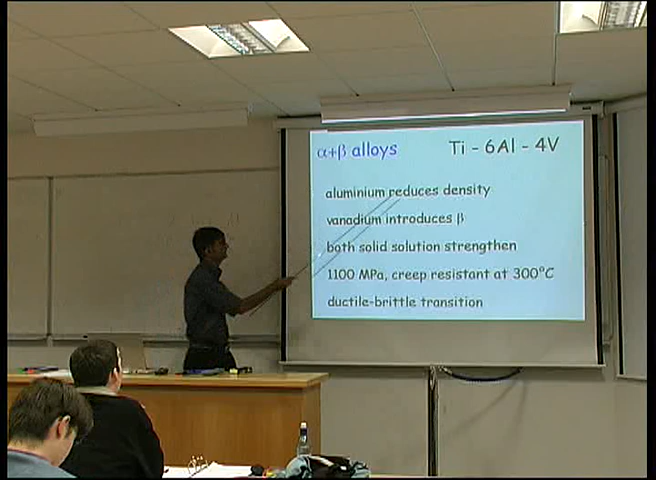 α+β alloys Ti - 6Al - 4V
aluminium reduces density
vanadium introduces β
both solid solution strengthen
1100 MPa, creep resistant at 300°C
ductile-brittle transition